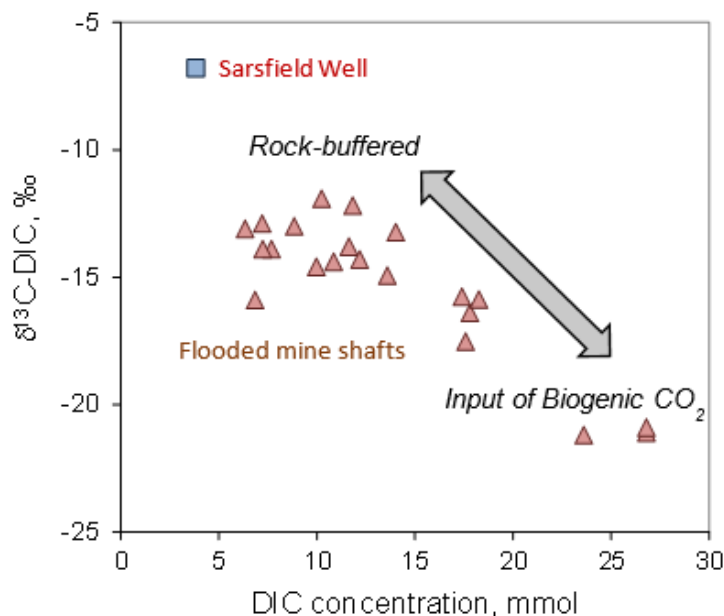 -5
Sarsfield Well
-10
Rock-buffered
-15
Flooded mine shafts
-20
Input of Biogenic CO₂
-25
0 5 10 15 20 25 30
DIC concentration, mmol
δ¹³C-DIC, ‰